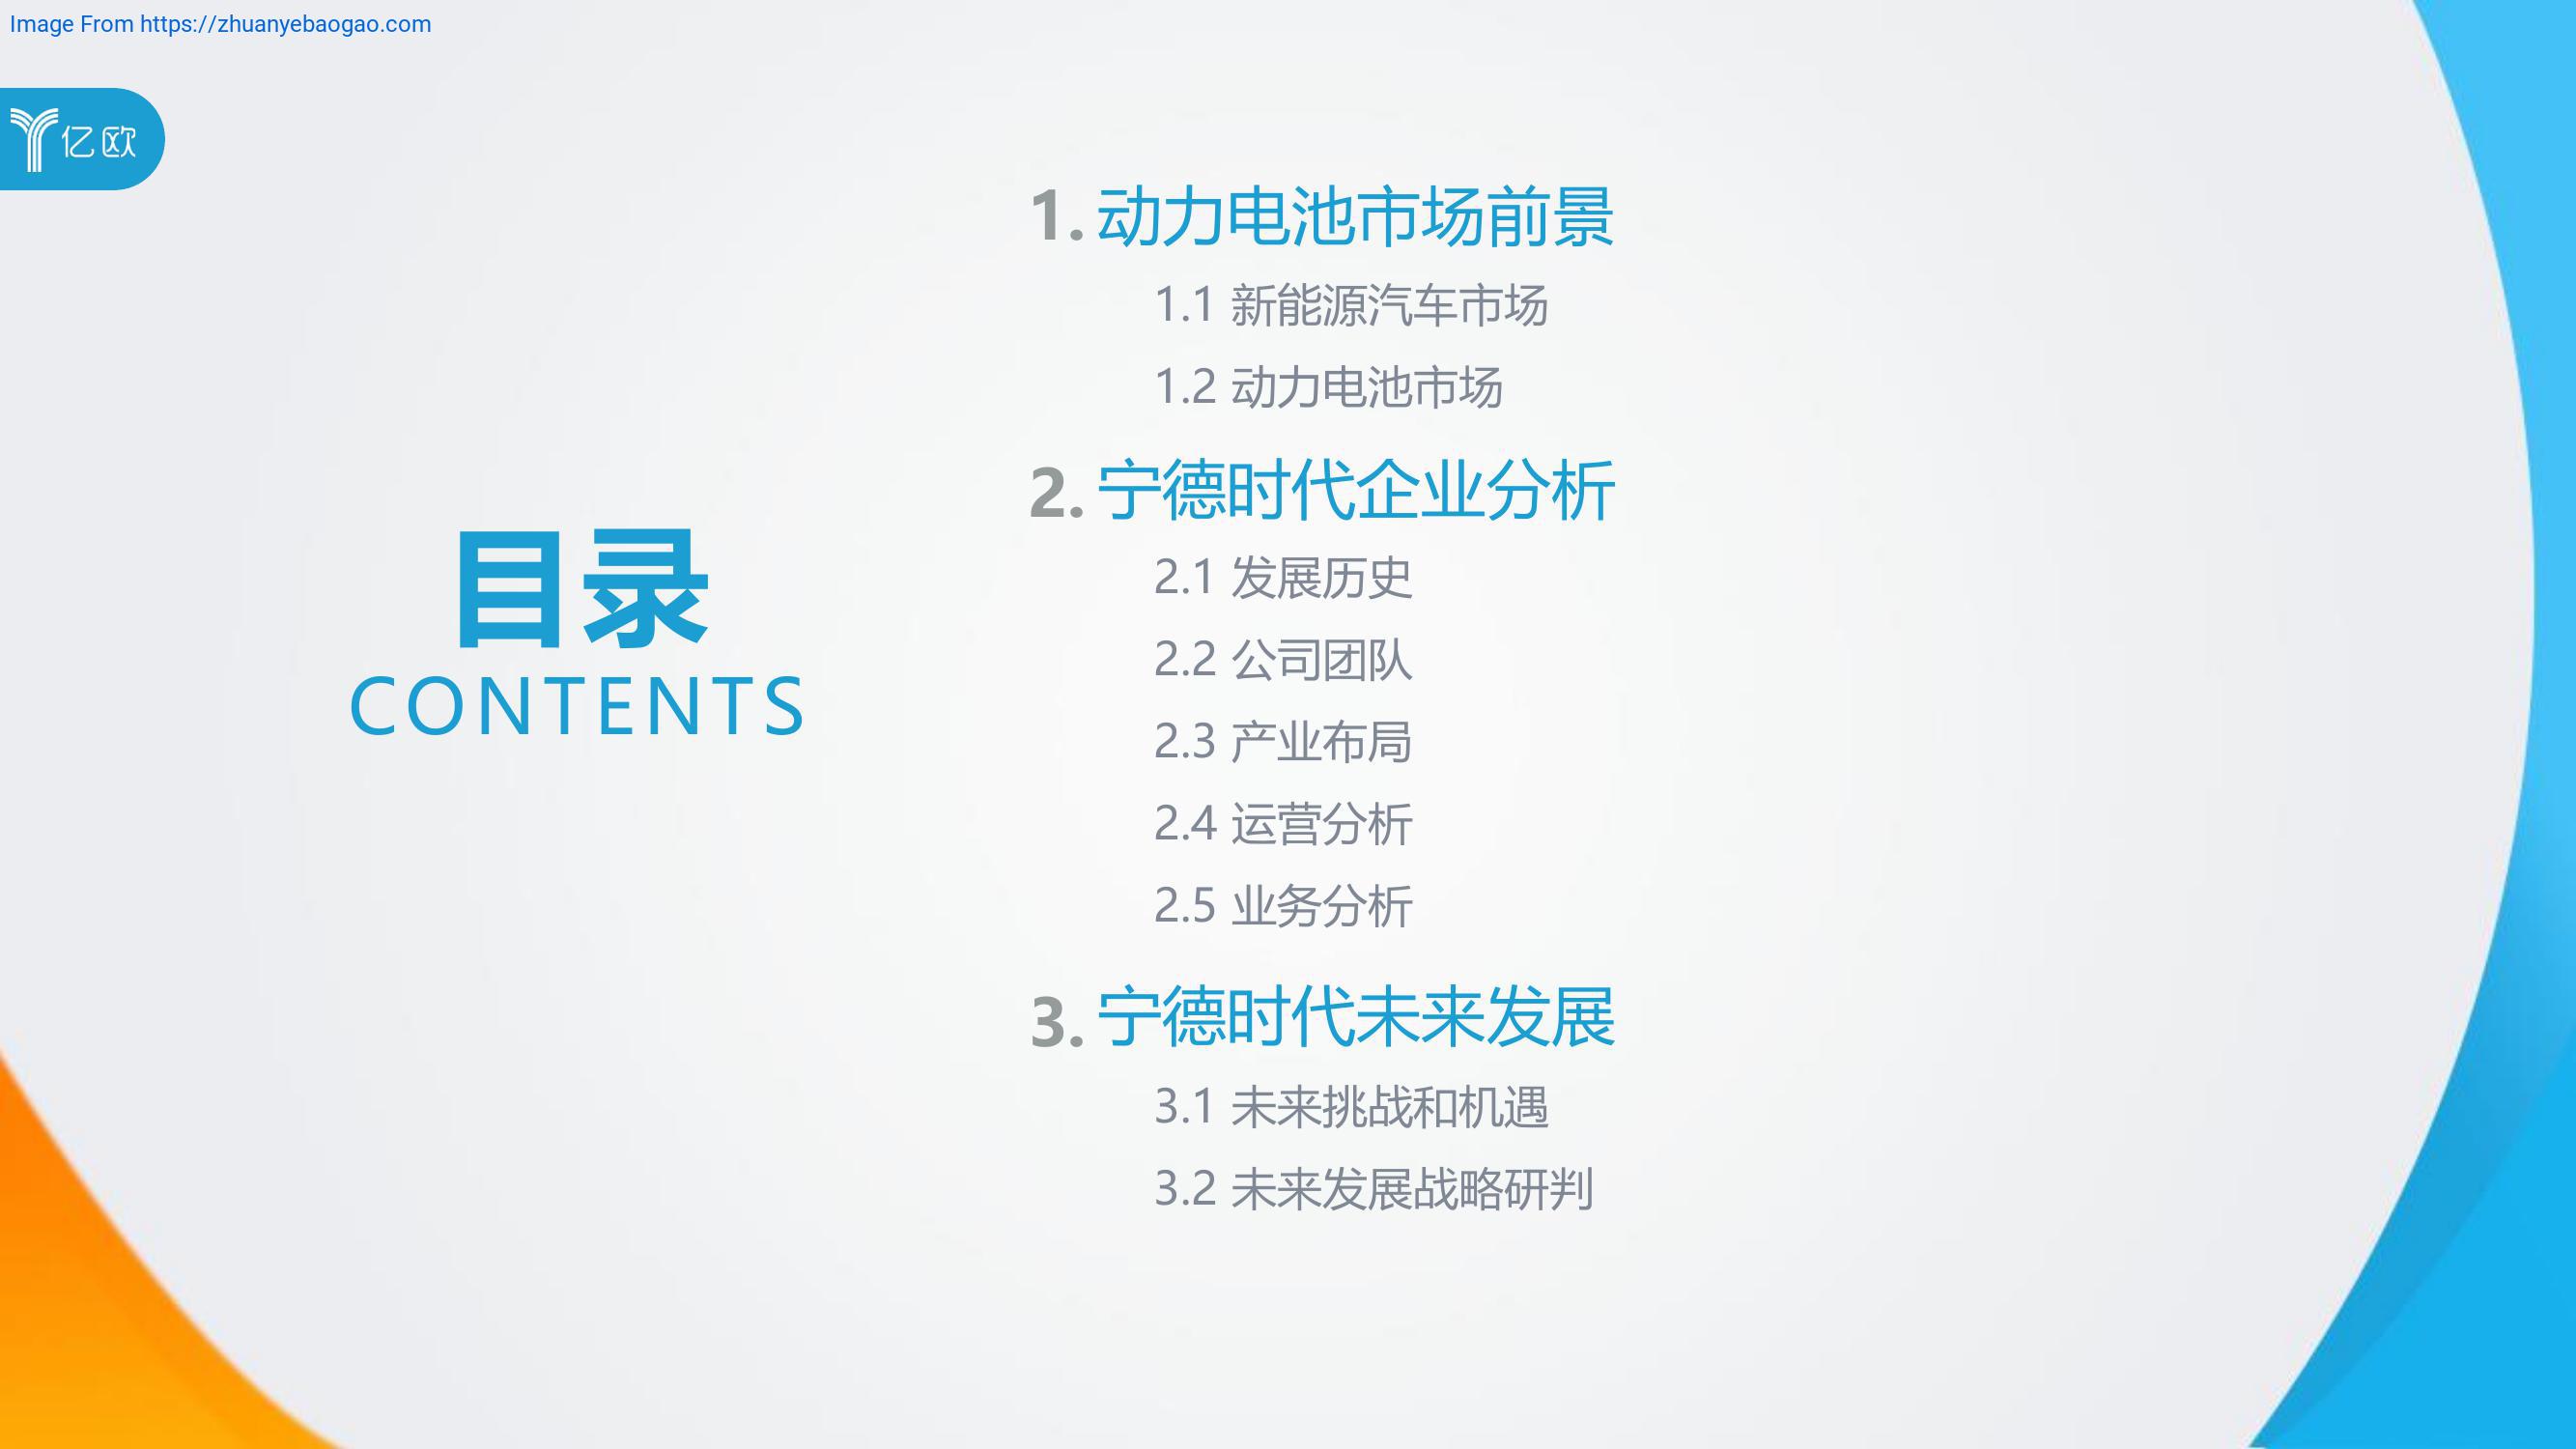 Image From https://zhuanyebaogao.com
亿欧
目录
CONTENTS
1. 动力电池市场前景
1.1 新能源汽车市场
1.2 动力电池市场
2. 宁德时代企业分析
2.1 发展历史
2.2 公司团队
2.3 产业布局
2.4 运营分析
2.5 业务分析
3. 宁德时代未来发展
3.1 未来挑战和机遇
3.2 未来发展战略研判